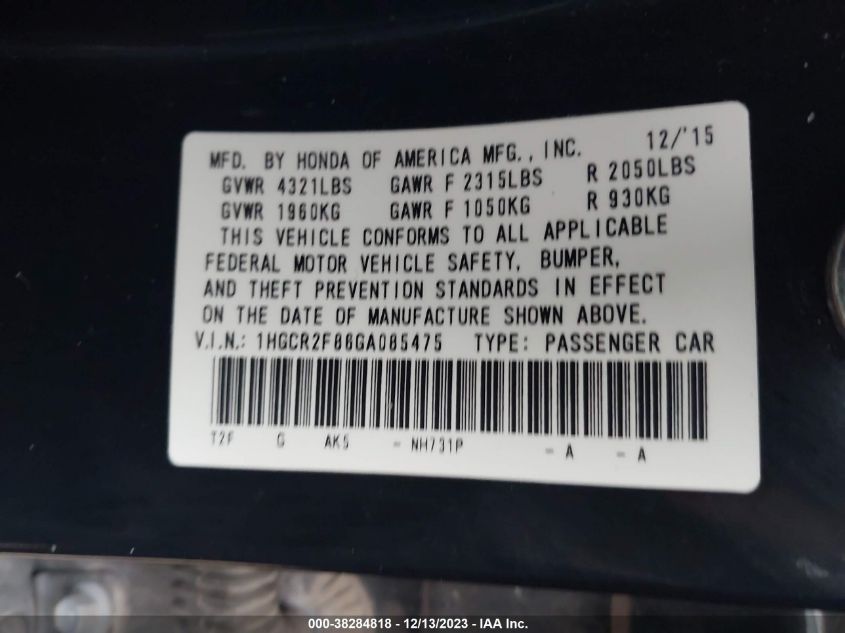 MFD. BY HONDA OF AMERICA MFG., INC. 12/'15
GVWR 4321LBS GAWR F 2315LBS R 2050LBS
GVWR 1960KG GAWR F 1050KG R 930KG
THIS VEHICLE CONFORMS TO ALL APPLICABLE
FEDERAL MOTOR VEHICLE SAFETY, BUMPER,
AND THEFT PREVENTION STANDARDS IN EFFECT
ON THE DATE OF MANUFACTURE SHOWN ABOVE.
V.I.N.: 1HGCR2F86GA085475 TYPE: PASSENGER CAR
T2F G AK5 - NH731P - A - A
000-38284818 - 12/13/2023 - IAA Inc.